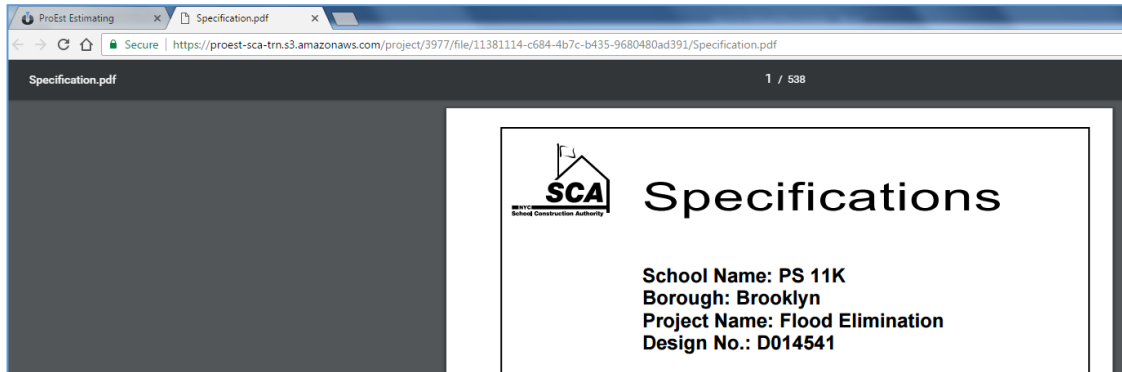 ProEst Estimating
Specification.pdf
Secure | https://proest-sca-trn.s3.amazonaws.com/project/3977/file/11381114-c684-4b7c-b435-9680480ad391/Specification.pdf
Specification.pdf
1 / 538
SCA
NYC
School Construction Authority
Specifications
School Name: PS 11K
Borough: Brooklyn
Project Name: Flood Elimination
Design No.: D014541